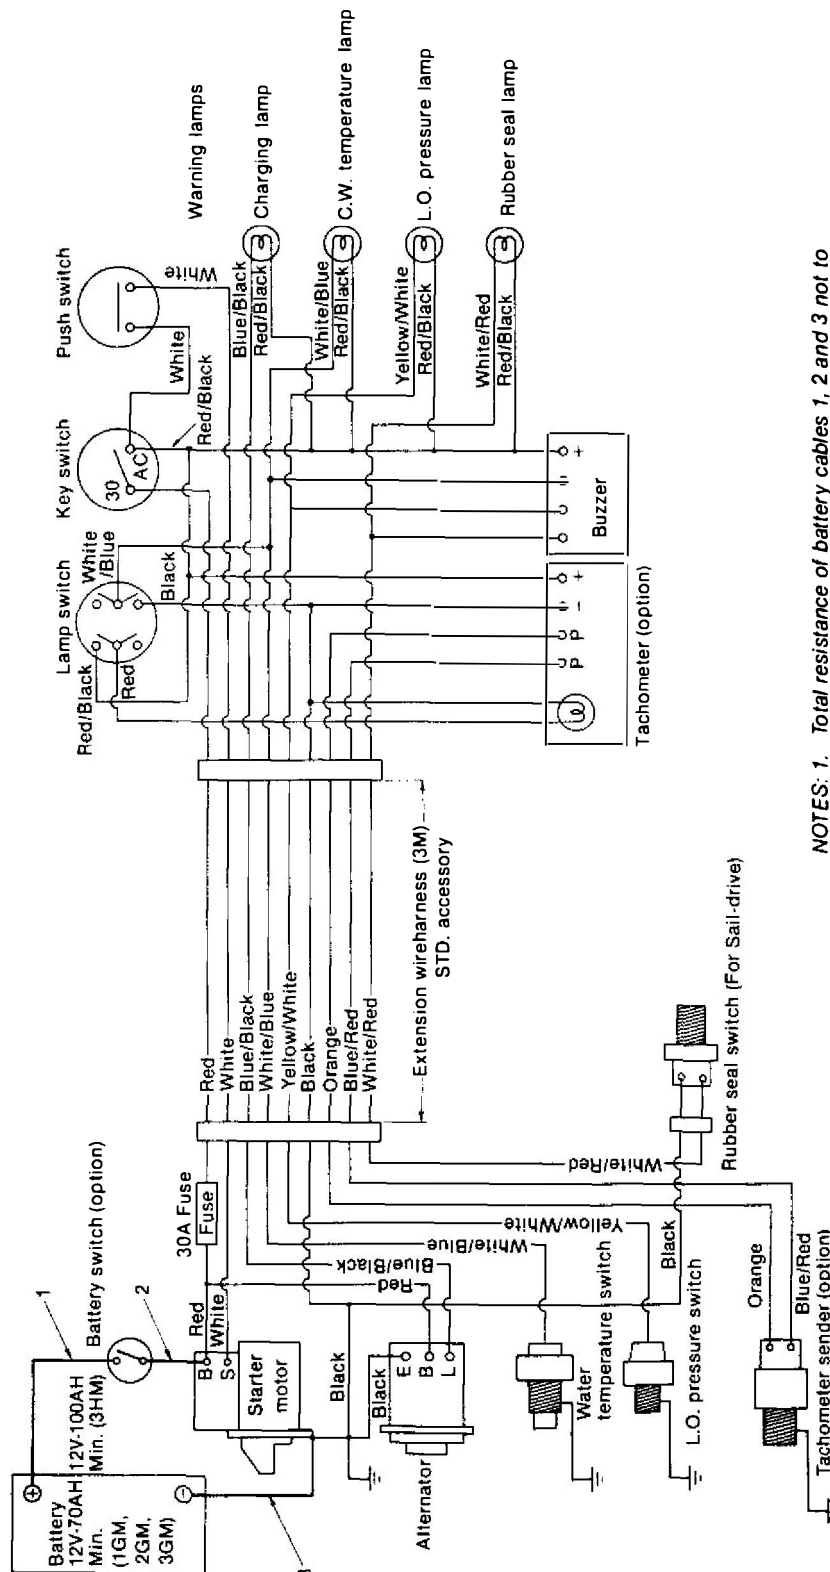 Battery
12V-70AH
Min.
(1GM,
2GM,
3GM)
12V-100AH
Min. (3HM)
1
Battery switch (option)
2
B
S
Starter
motor
Red
White
30A Fuse
Fuse
Black
Black
E
B
L
Alternator
Red
Blue/Black
White/Blue
Yellow/White
White/Red
Water
temperature switch
L.O. pressure switch
Black
Orange
Blue/Red
Tachometer sender (option)
Rubber seal switch (For Sail-drive)
Red
White
Blue/Black
White/Blue
Yellow/White
Black
Orange
Blue/Red
White/Red
Extension wireharness (3M)
STD. accessory
Lamp switch
Red/Black
Red
White
/Blue
Black
Key switch
30
AC
Red/Black
Push switch
White
White
Warning lamps
Blue/Black
Red/Black
Charging lamp
White/Blue
Red/Black
C.W. temperature lamp
Yellow/White
Red/Black
L.O. pressure lamp
White/Red
Red/Black
Rubber seal lamp
Tachometer (option)
Buzzer
NOTES: 1. Total resistance of battery cables 1, 2 and 3 not to